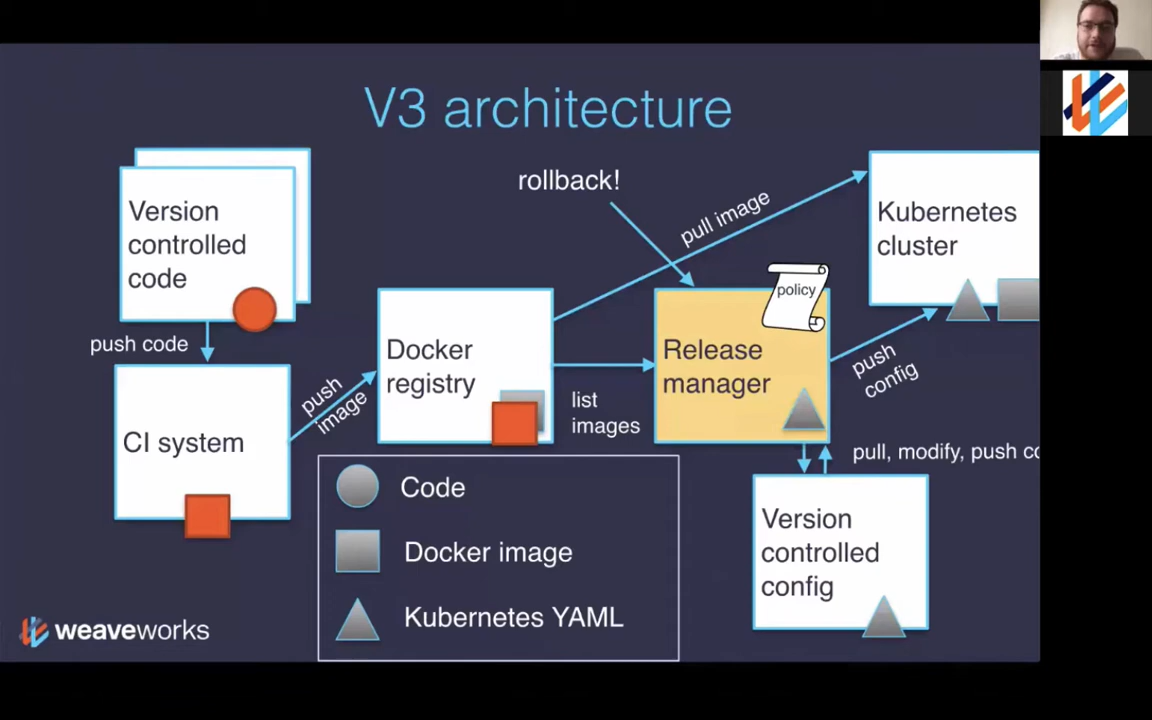 V3 architecture
Version
controlled
code
rollback!
pull image
Kubernetes
cluster
policy
push code
Docker
registry
Release
manager
push
config
push
image
list
images
CI system
pull, modify, push co
Code
Docker image
Kubernetes YAML
Version
controlled
config
weaveworks